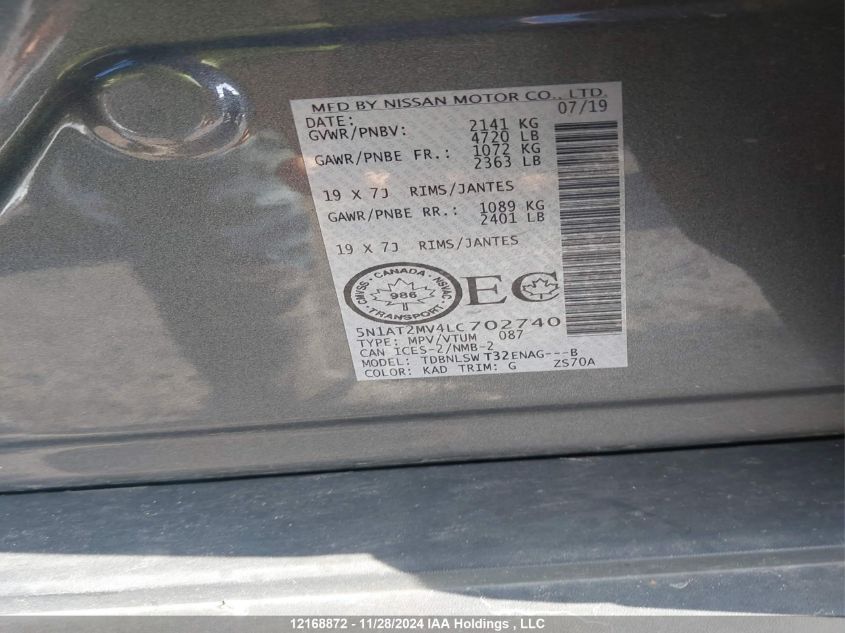 MFD BY NISSAN MOTOR CO., LTD.
DATE: 07/19
GVWR/PNBV: 2141 KG
4720 LB
GAWR/PNBE FR.: 1072 KG
2363 LB
19 X 7J RIMS/JANTES
GAWR/PNBE RR.: 1089 KG
2401 LB
19 X 7J RIMS/JANTES
CANADA
CMVSS 986 NSVAC
TRANSPORT
EC
5N1AT2MV4LC702740
TYPE: MPV/VTUM 087
CAN ICES-2/NMB-2
MODEL: TDBNLSW T32ENAG---B
COLOR: KAD TRIM: G ZS70A
12168872 - 11/28/2024 IAA Holdings , LLC